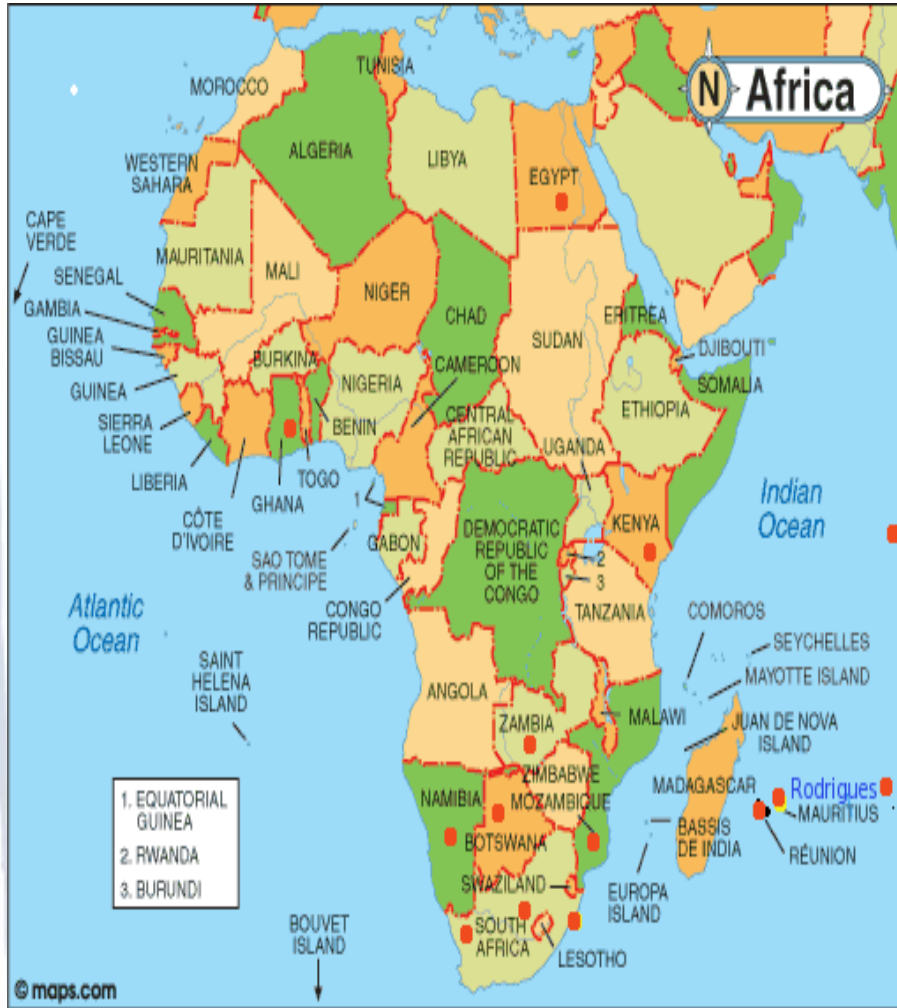 N Africa
TUNISIA
MOROCCO
ALGERIA
LIBYA
EGYPT
WESTERN
SAHARA
CAPE
VERDE
MAURITANIA
MALI
NIGER
CHAD
SUDAN
ERITREA
SENEGAL
GAMBIA
GUINEA
BISSAU
GUINEA
SIERRA
LEONE
LIBERIA
CÔTE
D'IVOIRE
BURKINA
GHANA
TOGO
BENIN
NIGERIA
CAMEROON
CENTRAL
AFRICAN
REPUBLIC
DJIBOUTI
SOMALIA
ETHIOPIA
UGANDA
KENYA
Indian
Ocean
1
SAO TOME
& PRINCIPE
GABON
CONGO
REPUBLIC
DEMOCRATIC
REPUBLIC
OF THE
CONGO
2
3
TANZANIA
Atlantic
Ocean
SAINT
HELENA
ISLAND
COMOROS
SEYCHELLES
MAYOTTE ISLAND
JUAN DE NOVA
ISLAND
ANGOLA
ZAMBIA
MALAWI
ZIMBABWE
MOZAMBIQUE
MADAGASCAR
Rodrigues
MAURITIUS
RÉUNION
BASSIS
DE INDIA
EUROPA
ISLAND
NAMIBIA
BOTSWANA
SWAZILAND
SOUTH
AFRICA
LESOTHO
1. EQUATORIAL
GUINEA
2. RWANDA
3. BURUNDI
BOUVET
ISLAND
© maps.com